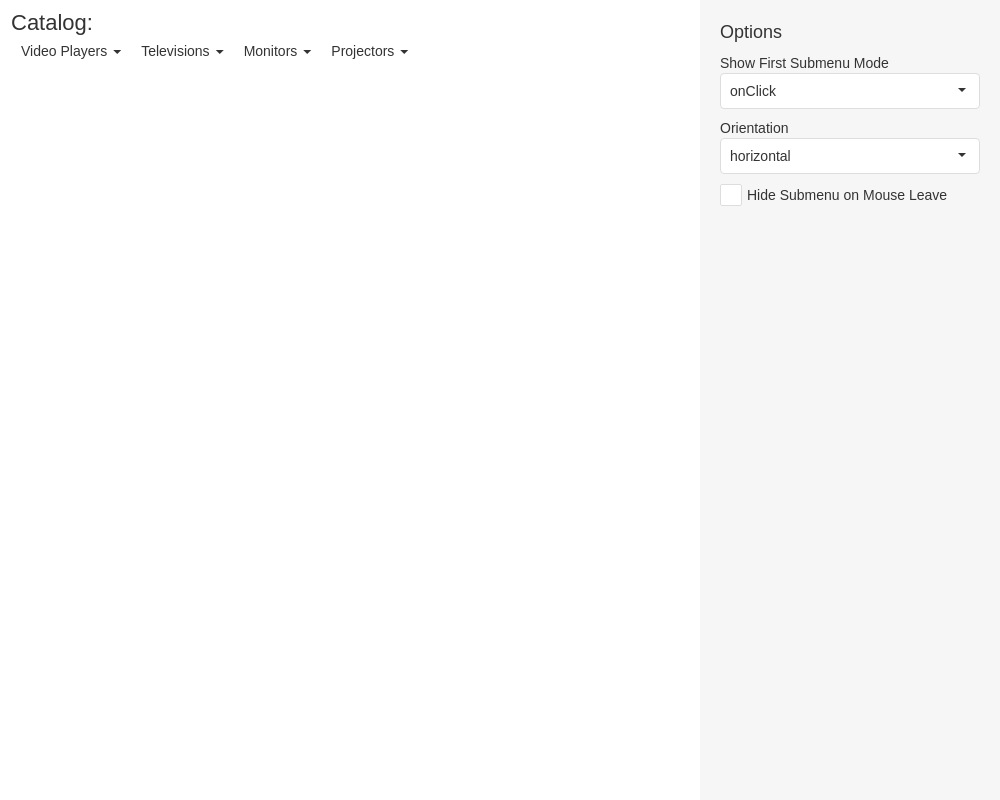 Catalog:
Video Players Televisions Monitors Projectors
Options
Show First Submenu Mode
onClick
Orientation
horizontal
Hide Submenu on Mouse Leave